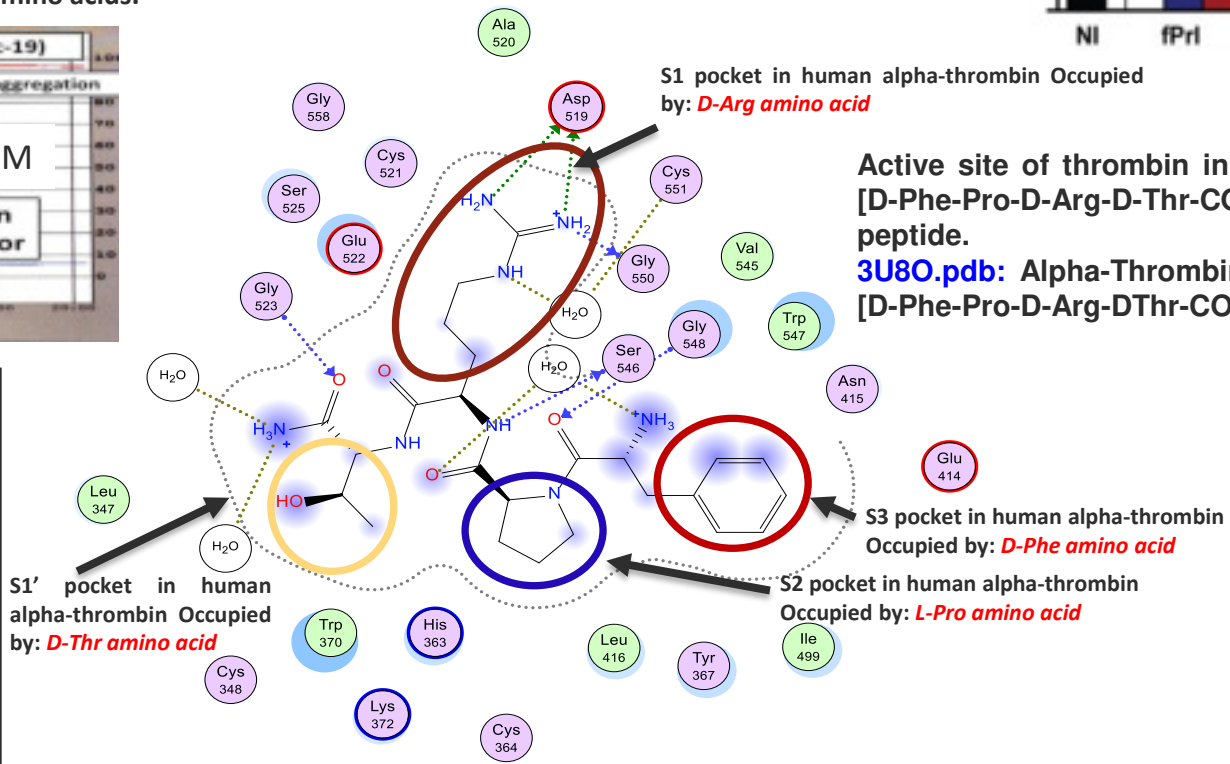 mino acids.
c-19)
ggregation
M
n
or
NI fPrI
Ala
520
Gly
558
Asp
519
S1 pocket in human alpha-thrombin Occupied
by: D-Arg amino acid
Cys
521
Cys
551
Ser
525
H₂N
NH₂
+
Glu
522
Gly
550
Val
545
NH
Active site of thrombin in
[D-Phe-Pro-D-Arg-D-Thr-CO
peptide.
3U8O.pdb: Alpha-Thrombin
[D-Phe-Pro-D-Arg-DThr-CO
Gly
523
H₂O
Gly
548
Trp
547
Ser
546
H₂O
H₂O
O
O
Asn
415
H₃N
+
NH
NH
O
+
NH₃
O
N
HO
Glu
414
Leu
347
H₂O
S3 pocket in human alpha-thrombin
Occupied by: D-Phe amino acid
S2 pocket in human alpha-thrombin
Occupied by: L-Pro amino acid
S1’ pocket in human
alpha-thrombin Occupied
by: D-Thr amino acid
Trp
370
His
363
Leu
416
Tyr
367
Ile
499
Cys
348
Lys
372
Cys
364